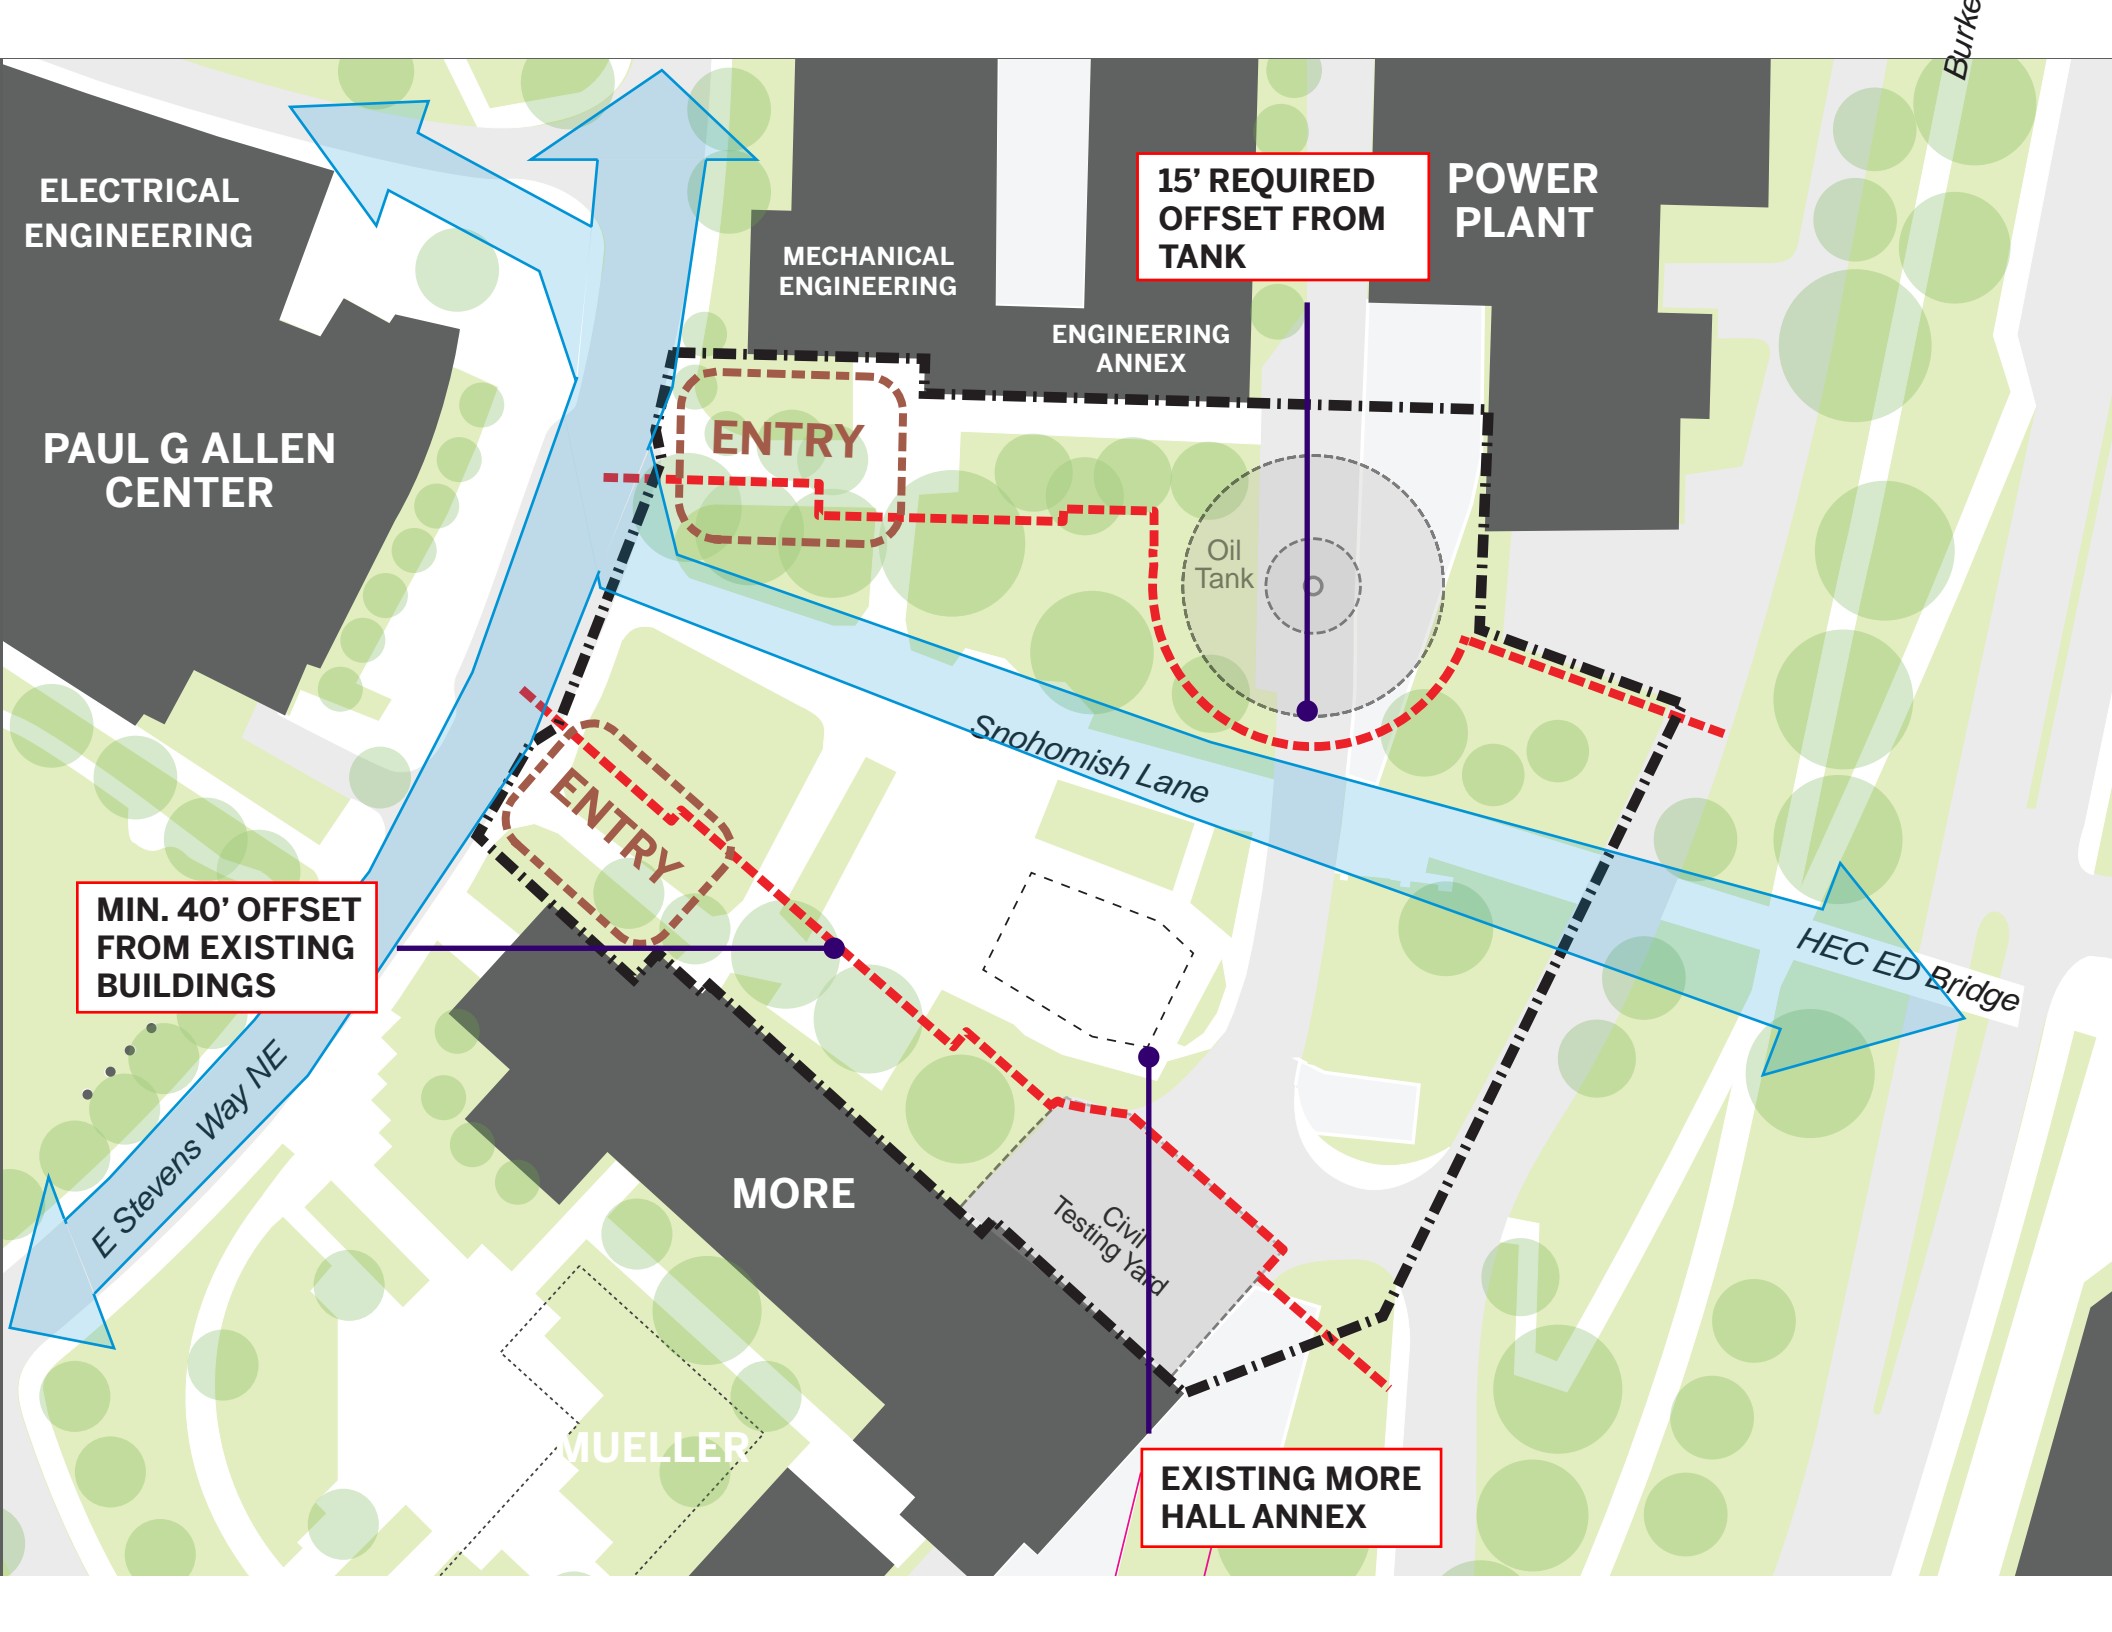 Burke
ELECTRICAL
ENGINEERING
15’ REQUIRED
OFFSET FROM
TANK
POWER
PLANT
MECHANICAL
ENGINEERING
ENGINEERING
ANNEX
PAUL G ALLEN
CENTER
ENTRY
Oil
Tank
Snohomish Lane
ENTRY
MIN. 40’ OFFSET
FROM EXISTING
BUILDINGS
HEC ED Bridge
E Stevens Way NE
MORE
Civil
Testing Yard
MUELLER
EXISTING MORE
HALL ANNEX